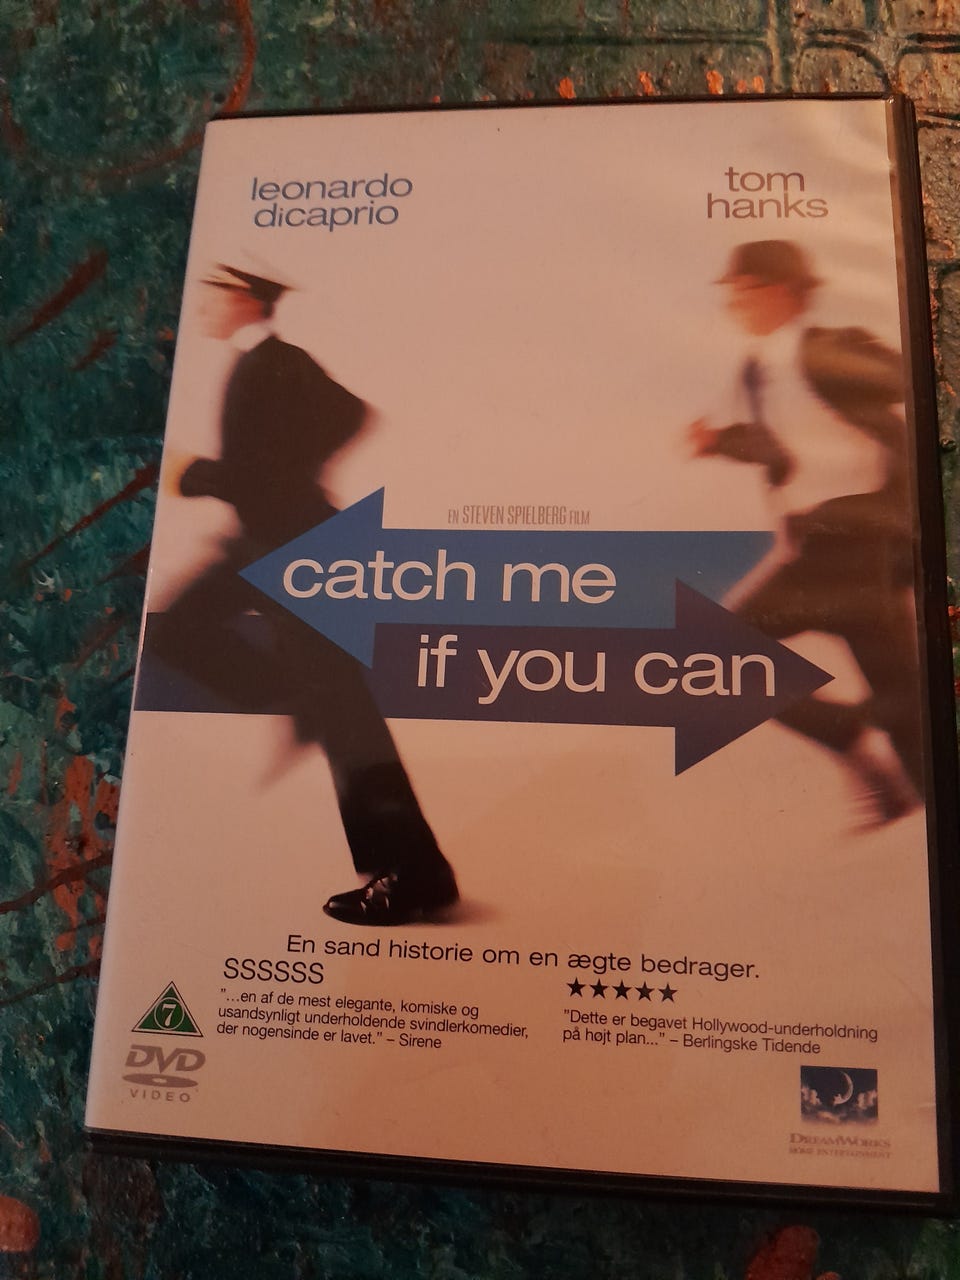 leonardo
dicaprio
tom
hanks
EN STEVEN SPIELBERG FILM
catch me
if you can
En sand historie om en ægte bedrager.
SSSSSS
"...en af de mest elegante, komiske og
usandsynligt underholdende svindlerkomedier,
der nogensinde er lavet." – Sirene
★★★★★
"Dette er begavet Hollywood-underholdning
på højt plan..." – Berlingske Tidende
7
DVD
VIDEO
DREAMWORKS
HOME ENTERTAINMENT